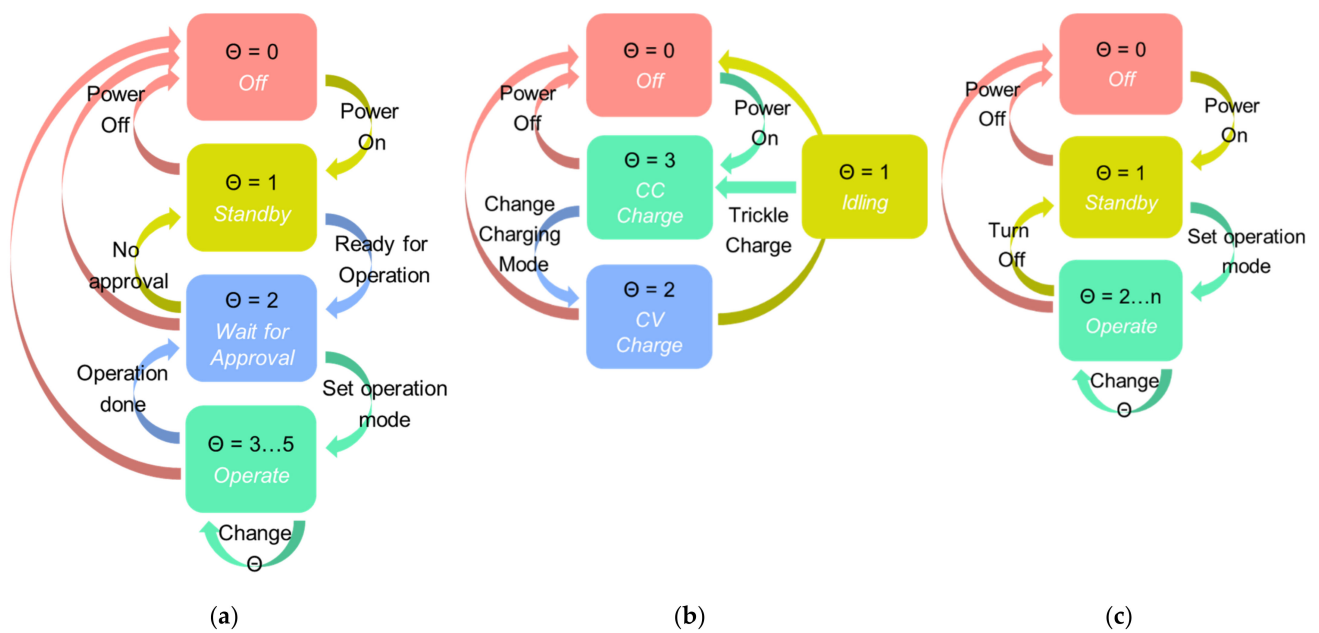 Θ = 0
Off
Power
Off
Power
On
Θ = 1
Standby
No
approval
Ready for
Operation
Θ = 2
Wait for
Approval
Operation
done
Set operation
mode
Θ = 3…5
Operate
Change
Θ
(a)
Θ = 0
Off
Power
Off
Power
On
Θ = 3
CC
Charge
Θ = 1
Idling
Trickle
Charge
Change
Charging
Mode
Θ = 2
CV
Charge
(b)
Θ = 0
Off
Power
Off
Power
On
Θ = 1
Standby
Turn
Off
Set operation
mode
Θ = 2…n
Operate
Change
Θ
(c)